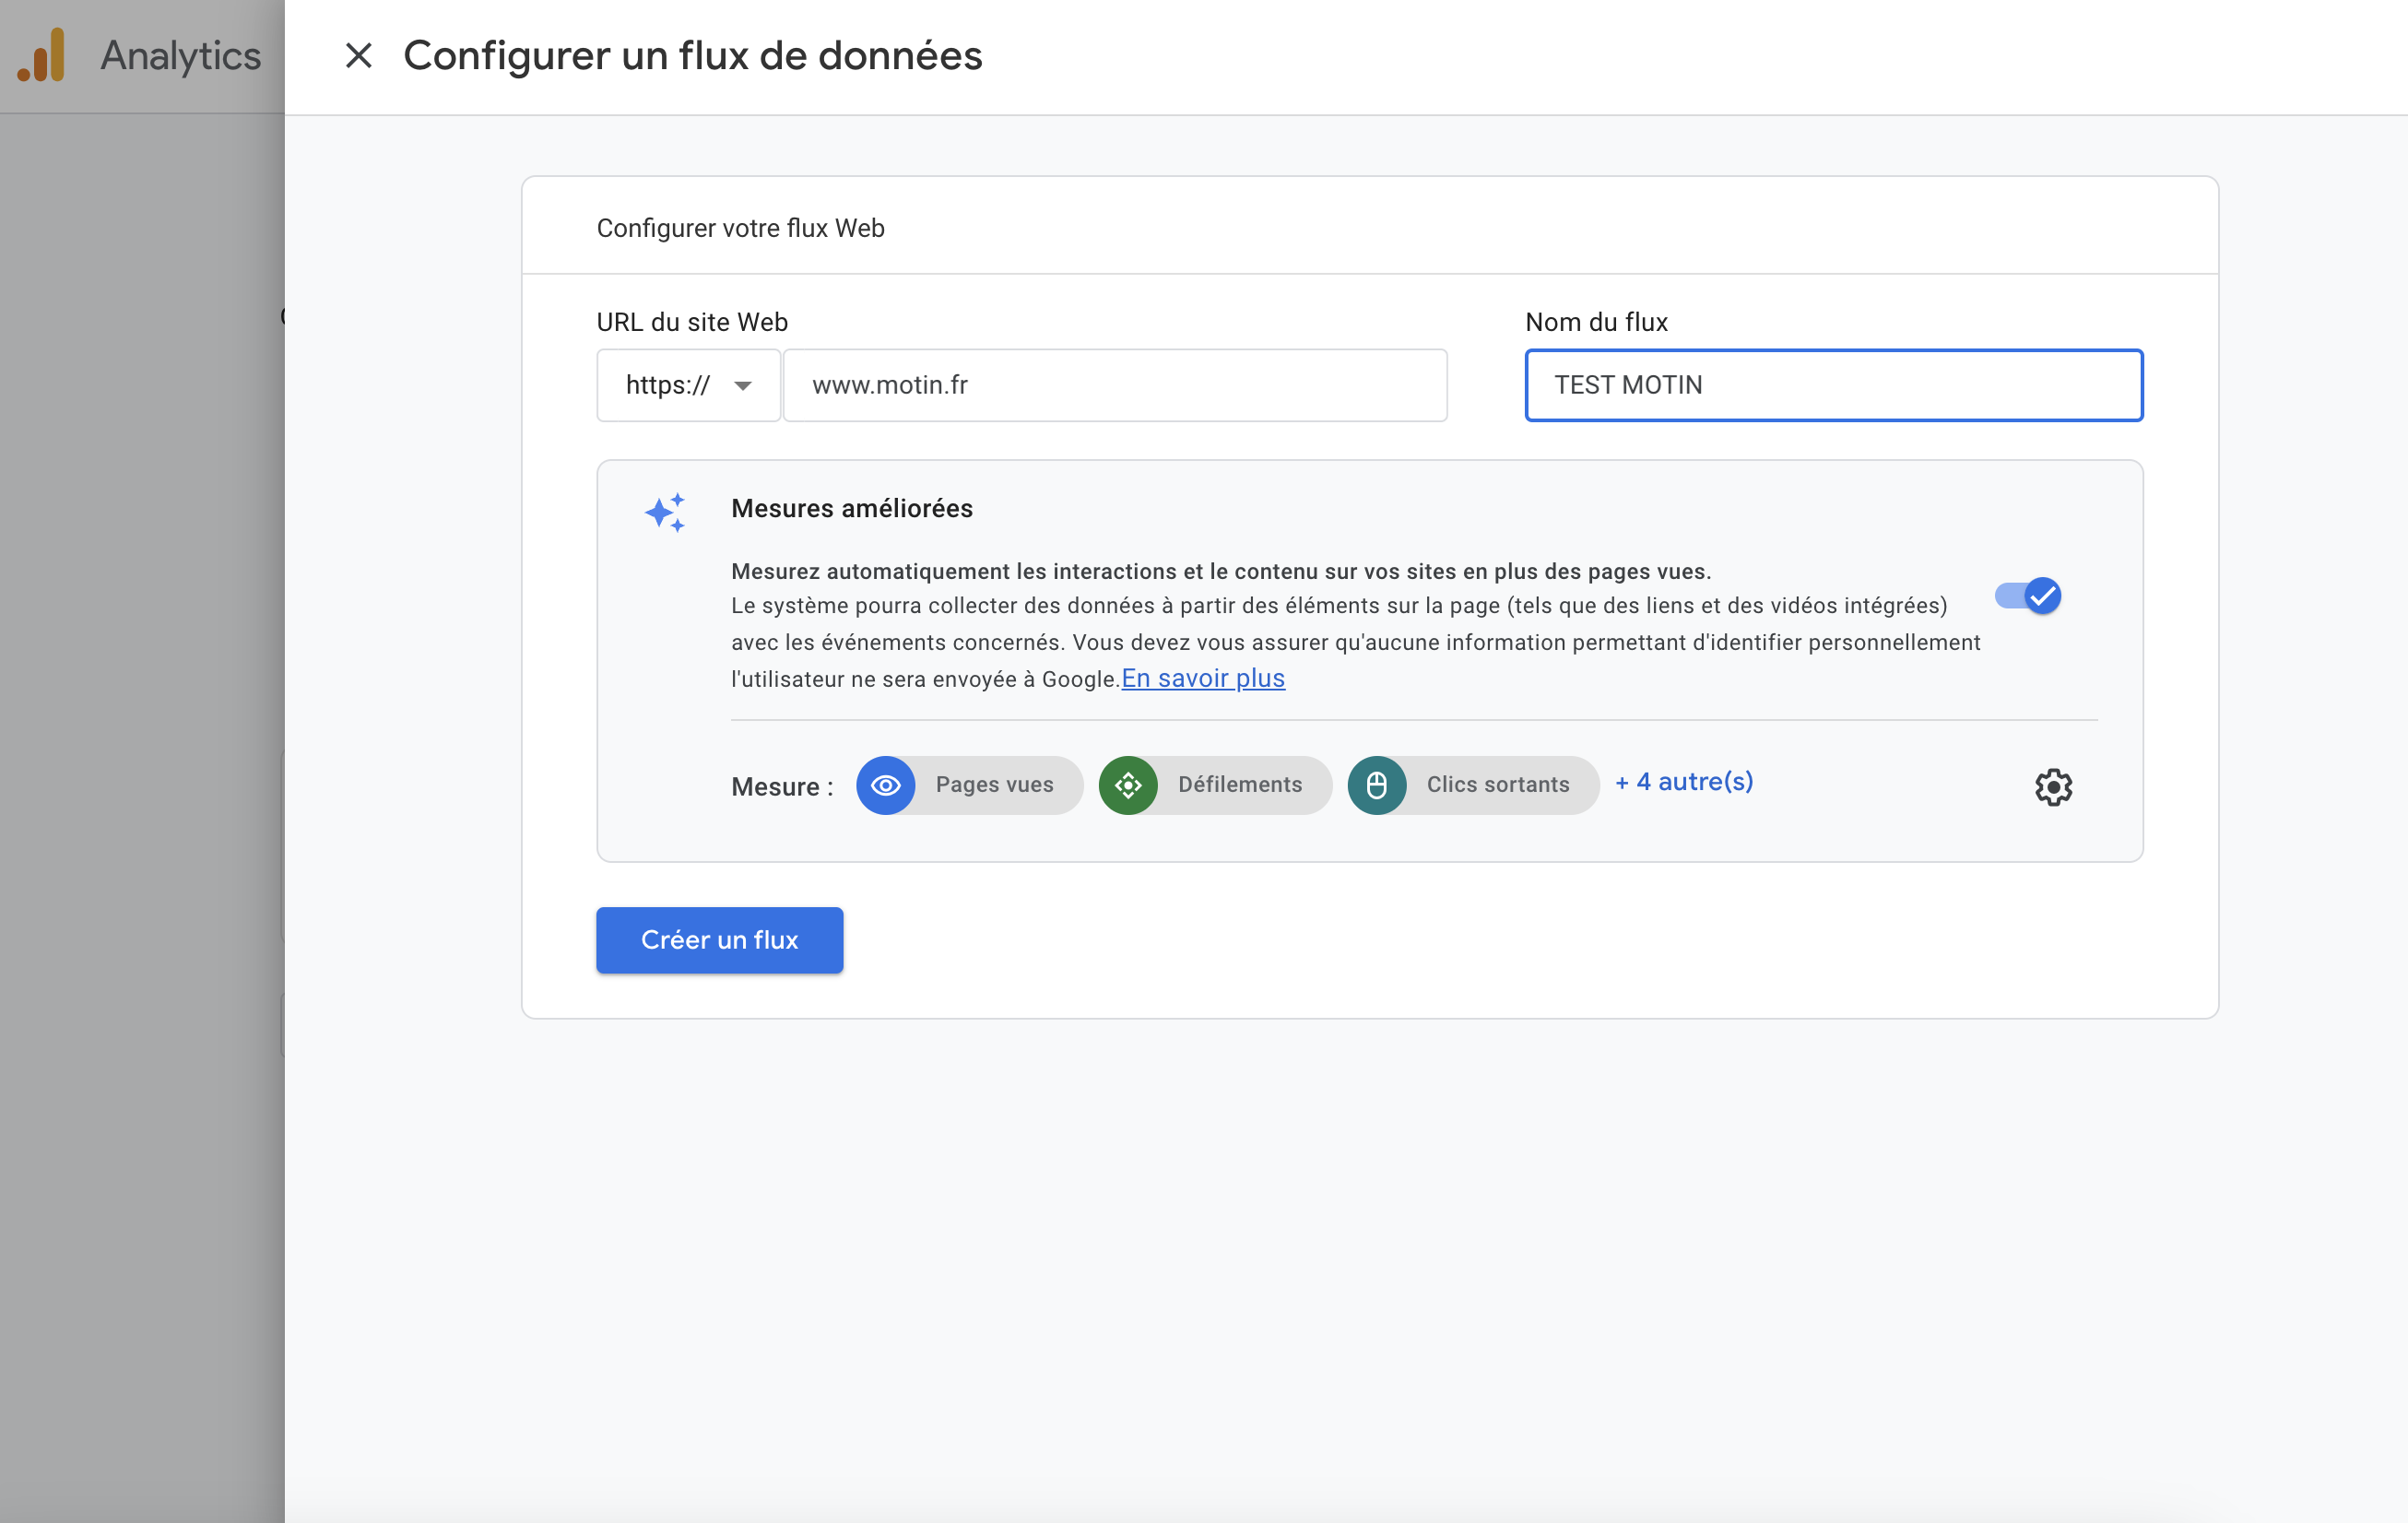 Analytics
Configurer un flux de données
Configurer votre flux Web
URL du site Web
Nom du flux
https://
www.motin.fr
TEST MOTIN
Mesures améliorées
Mesurez automatiquement les interactions et le contenu sur vos sites en plus des pages vues.
Le système pourra collecter des données à partir des éléments sur la page (tels que des liens et des vidéos intégrées)
avec les événements concernés. Vous devez vous assurer qu'aucune information permettant d'identifier personnellement
l'utilisateur ne sera envoyée à Google.En savoir plus
Mesure : Pages vues Défilements Clics sortants + 4 autre(s)
Créer un flux